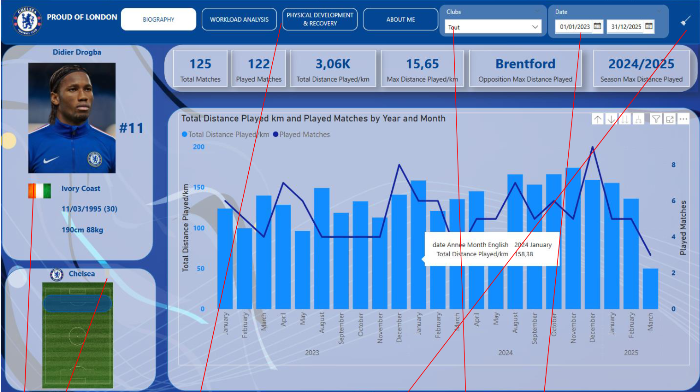 CHELSEA
PROUD OF LONDON
BIOGRAPHY
WORKLOAD ANALYSIS
PHYSICAL DEVELOPMENT
& RECOVERY
ABOUT ME
Clubs
Tout
Date
01/01/2023
31/12/2025
Didier Drogba
#11
Ivory Coast
11/03/1995 (30)
190cm 88kg
Chelsea
125
Total Matches
122
Played Matches
3,06K
Total Distance Played/km
15,65
Max Distance Played/km
Brentford
Opposition Max Distance Played
2024/2025
Season Max Distance Played
Total Distance Played km and Played Matches by Year and Month
Total Distance Played/km
Played Matches
Total Distance Played/km
200
150
100
50
0
8
6
4
2
0
Played Matches
date Année Month English 2024 January
Total Distance Played/km 158,38
January
February
March
April
May
August
September
October
November
December
January
February
March
April
May
August
September
October
November
December
January
February
March
2023
2024
2025